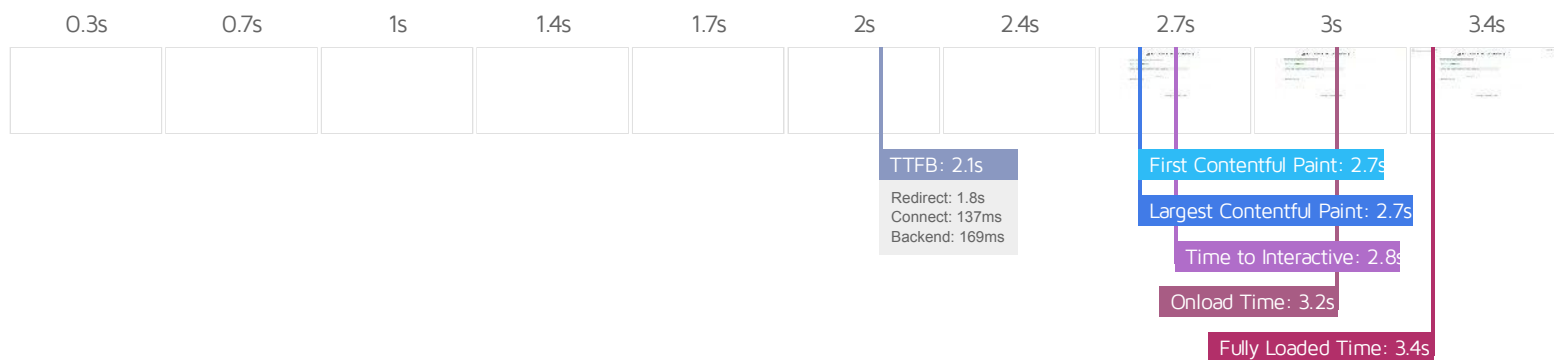 0.3s 0.7s 1s 1.4s 1.7s 2s 2.4s 2.7s 3s 3.4s
TTFB: 2.1s
Redirect: 1.8s
Connect: 137ms
Backend: 169ms
First Contentful Paint: 2.7s
Largest Contentful Paint: 2.7s
Time to Interactive: 2.8s
Onload Time: 3.2s
Fully Loaded Time: 3.4s